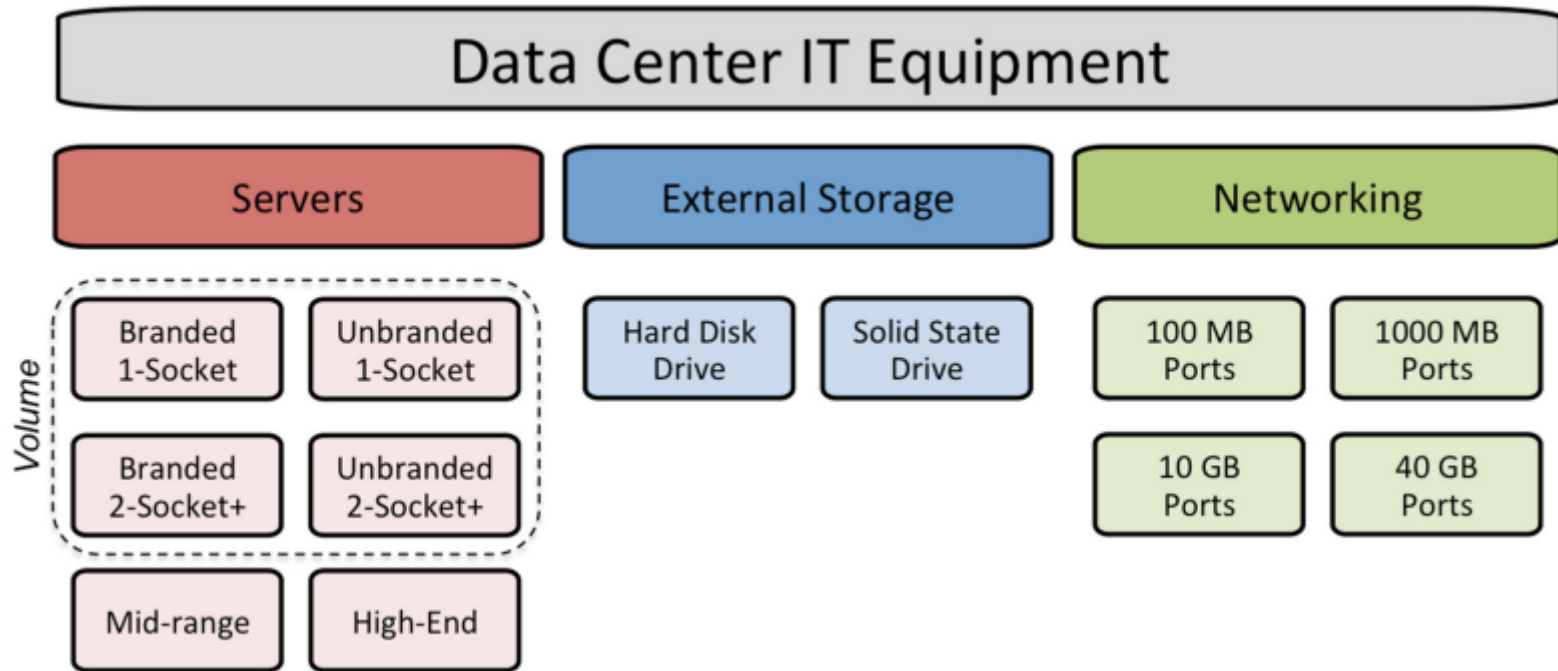 Data Center IT Equipment
Servers
External Storage
Networking
Volume
Branded
1-Socket
Unbranded
1-Socket
Branded
2-Socket+
Unbranded
2-Socket+
Mid-range
High-End
Hard Disk
Drive
Solid State
Drive
100 MB
Ports
1000 MB
Ports
10 GB
Ports
40 GB
Ports